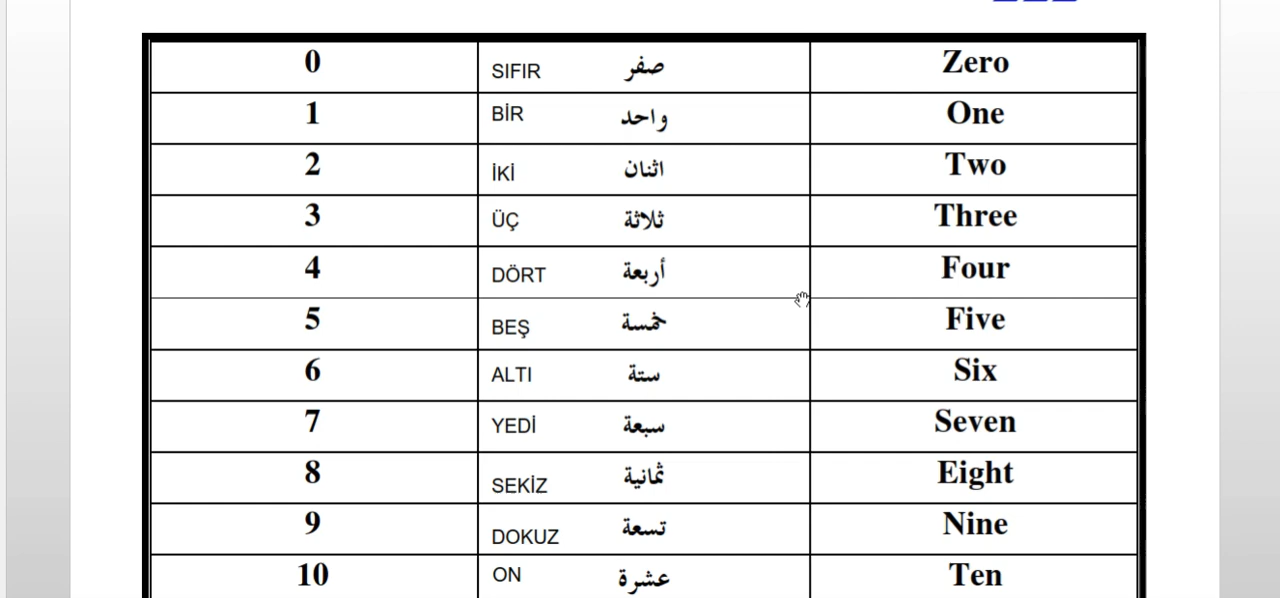 0 SIFIR صفر Zero
1 BİR واحد One
2 İKİ اثنان Two
3 ÜÇ ثلاثة Three
4 DÖRT أربعة Four
5 BEŞ خمسة Five
6 ALTI ستة Six
7 YEDİ سبعة Seven
8 SEKİZ ثمانية Eight
9 DOKUZ تسعة Nine
10 ON عشرة Ten